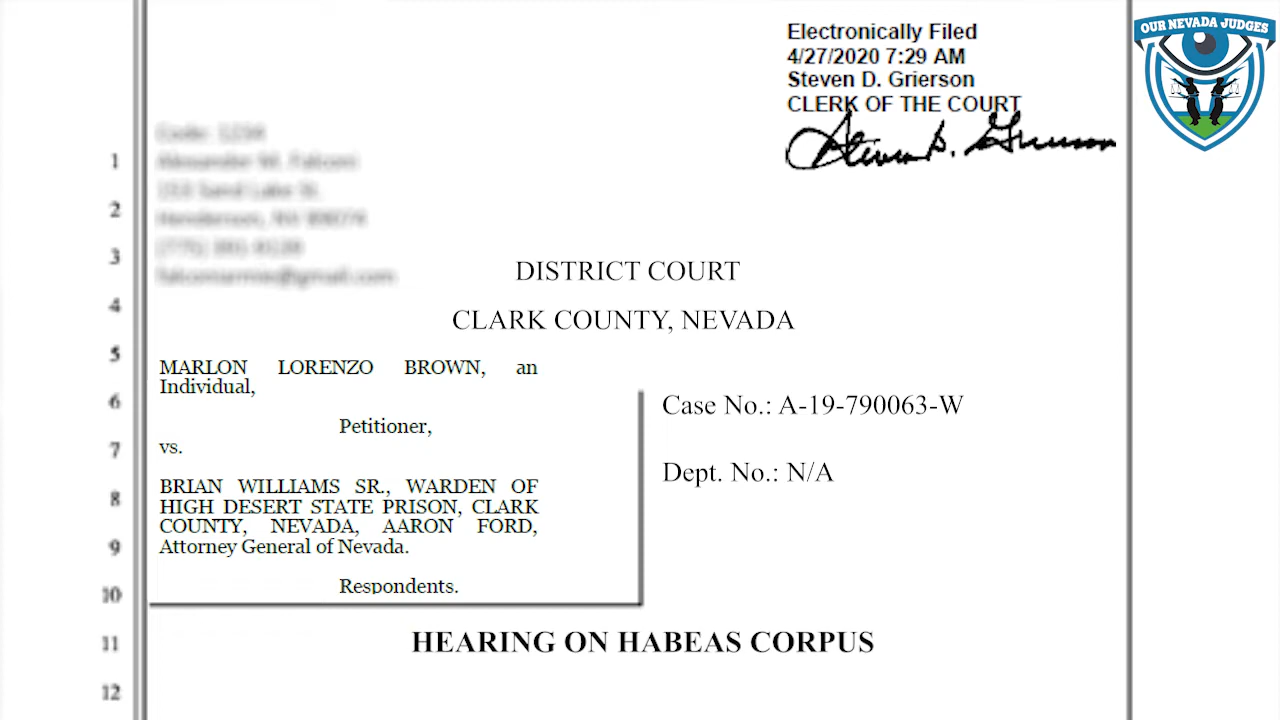 OUR NEVADA JUDGES
Electronically Filed
4/27/2020 7:29 AM
Steven D. Grierson
CLERK OF THE COURT
Steven D. Grierson
1
2
3
DISTRICT COURT
4
CLARK COUNTY, NEVADA
5
MARLON LORENZO BROWN, an
Individual,
6
Case No.: A-19-790063-W
Petitioner,
7
vs.
Dept. No.: N/A
BRIAN WILLIAMS SR., WARDEN OF
8
HIGH DESERT STATE PRISON, CLARK
COUNTY, NEVADA, AARON FORD,
9
Attorney General of Nevada.
Respondents.
10
11
HEARING ON HABEAS CORPUS
12